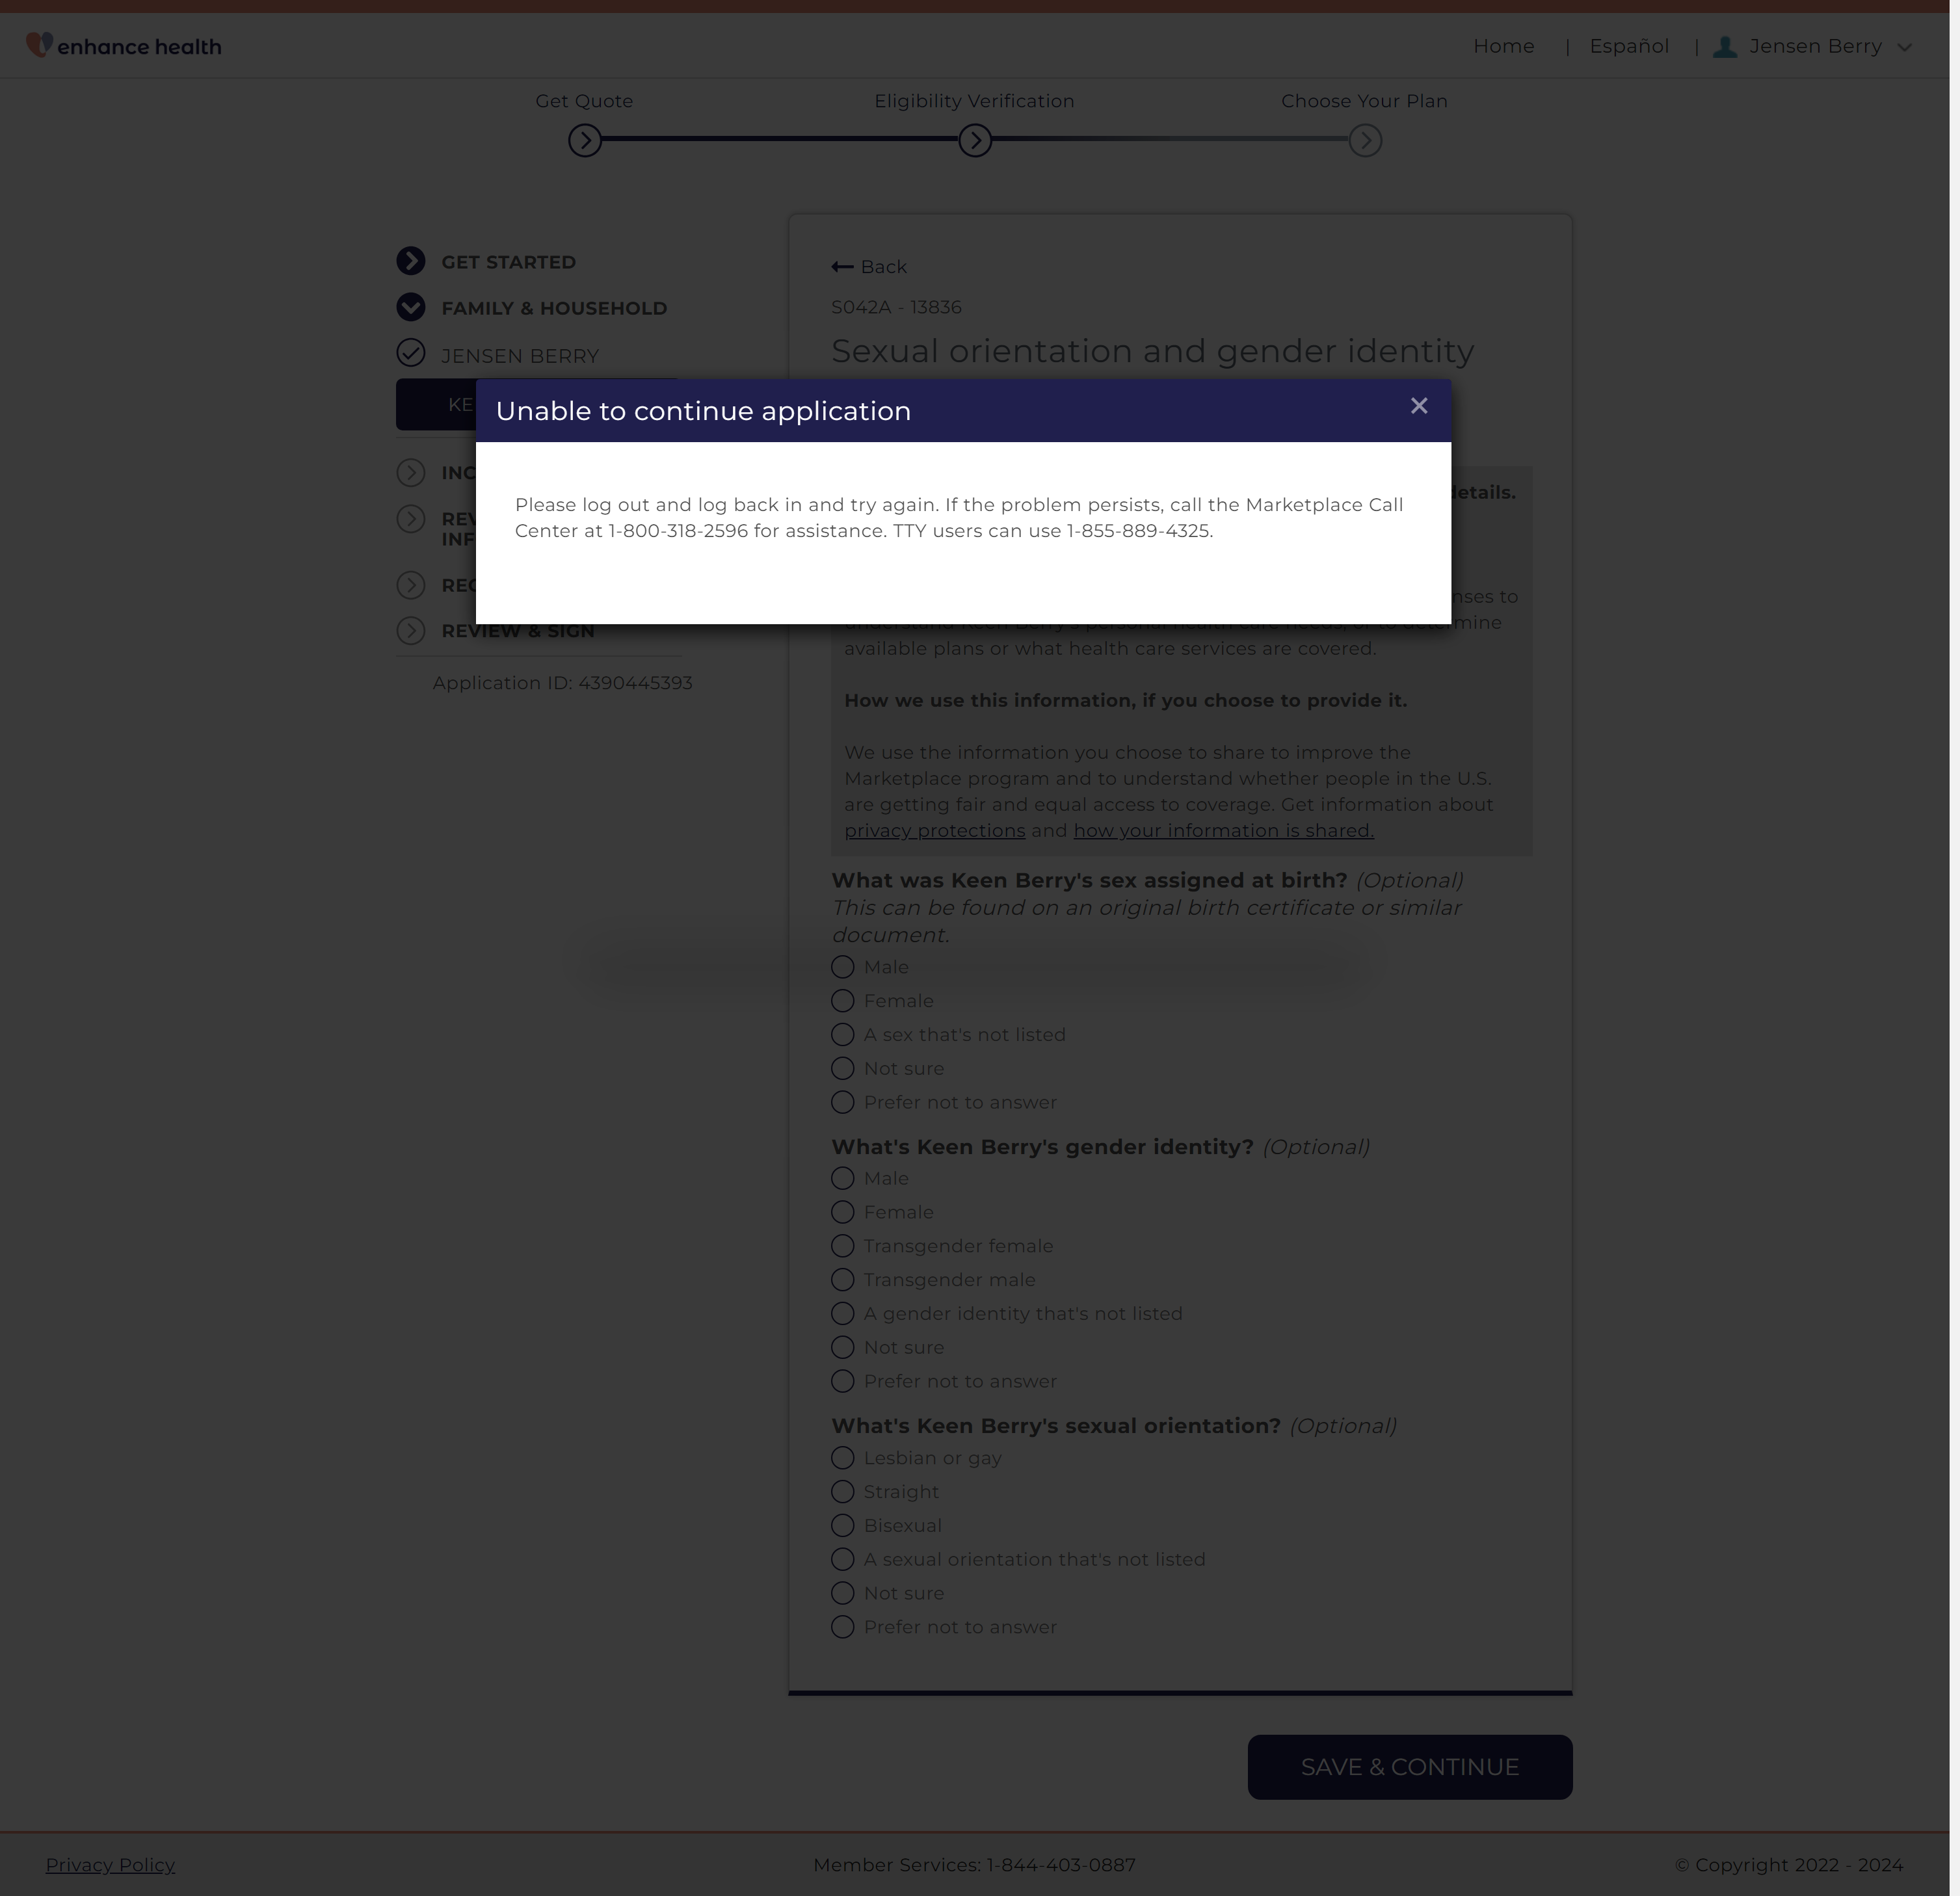 enhance health
Home | Español | Jensen Berry
Get Quote
Eligibility Verification
Choose Your Plan
GET STARTED
FAMILY & HOUSEHOLD
JENSEN BERRY
KE
INC
REV
INF
REC
REVIEW & SIGN
Application ID: 4390445393
Back
S042A - 13836
Sexual orientation and gender identity
Unable to continue application
Please log out and log back in and try again. If the problem persists, call the Marketplace Call
Center at 1-800-318-2596 for assistance. TTY users can use 1-855-889-4325.
details.
nses to
understand Keen Berry's personal health care needs, or to determine
available plans or what health care services are covered.
How we use this information, if you choose to provide it.
We use the information you choose to share to improve the
Marketplace program and to understand whether people in the U.S.
are getting fair and equal access to coverage. Get information about
privacy protections and how your information is shared.
What was Keen Berry's sex assigned at birth? (Optional)
This can be found on an original birth certificate or similar
document.
Male
Female
A sex that's not listed
Not sure
Prefer not to answer
What's Keen Berry's gender identity? (Optional)
Male
Female
Transgender female
Transgender male
A gender identity that's not listed
Not sure
Prefer not to answer
What's Keen Berry's sexual orientation? (Optional)
Lesbian or gay
Straight
Bisexual
A sexual orientation that's not listed
Not sure
Prefer not to answer
SAVE & CONTINUE
Privacy Policy
Member Services: 1-844-403-0887
© Copyright 2022 - 2024